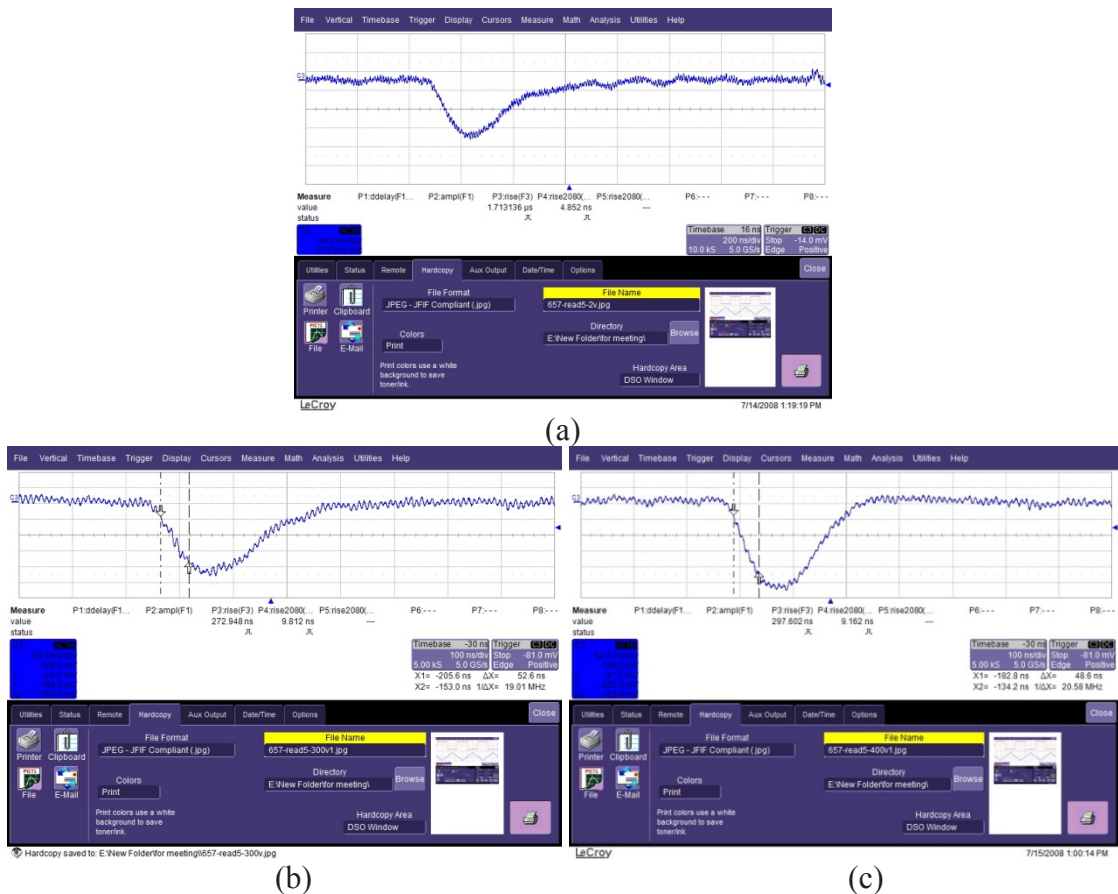 File Vertical Timebase Trigger Display Cursors Measure Math Analysis Utilities Help
C3
Measure P1:ddelay(F1... P2:ampl(F1) P3:rise(F3) P4:rise2080(... P5:rise2080(... P6:--- P7:--- P8:---
value 1.713136 µs 4.852 ns ---
status
Timebase 16 ns Trigger C3 DC
200 ns/div Stop -14.0 mV
10.0 kS 5.0 GS/s Edge Positive
Utilities Status Remote Hardcopy Aux Output Date/Time Options Close
File Format
JPEG - JFIF Compliant (.jpg)
File Name
657-read5-2v.jpg
Printer Clipboard
Colors
Print
Directory
E:\New Folder\for meeting\
Browse
File E-Mail
Print colors use a white
background to save
toner/ink.
Hardcopy Area
DSO Window
LeCroy 7/14/2008 1:19:19 PM
(a)
File Vertical Timebase Trigger Display Cursors Measure Math Analysis Utilities Help
C3
Measure P1:ddelay(F1... P2:ampl(F1) P3:rise(F3) P4:rise2080(... P5:rise2080(... P6:--- P7:--- P8:---
value 272.948 ns 9.812 ns ---
status
Timebase -30 ns Trigger C3 DC
100 ns/div Stop -81.0 mV
5.00 kS 5.0 GS/s Edge Positive
X1= -205.6 ns ΔX= 52.6 ns
X2= -153.0 ns 1/ΔX= 19.01 MHz
Utilities Status Remote Hardcopy Aux Output Date/Time Options Close
File Format
JPEG - JFIF Compliant (.jpg)
File Name
657-read5-300v1.jpg
Printer Clipboard
Colors
Print
Directory
E:\New Folder\for meeting\
Browse
File E-Mail
Print colors use a white
background to save
toner/ink.
Hardcopy Area
DSO Window
Hardcopy saved to: E:\New Folder\for meeting\\657-read5-300v.jpg
(b)
File Vertical Timebase Trigger Display Cursors Measure Math Analysis Utilities Help
C3
Measure P1:ddelay(F1... P2:ampl(F1) P3:rise(F3) P4:rise2080(... P5:rise2080(... P6:--- P7:--- P8:---
value 297.602 ns 9.162 ns ---
status
Timebase -30 ns Trigger C3 DC
100 ns/div Stop -81.0 mV
5.00 kS 5.0 GS/s Edge Positive
X1= -182.8 ns ΔX= 48.6 ns
X2= -134.2 ns 1/ΔX= 20.58 MHz
Utilities Status Remote Hardcopy Aux Output Date/Time Options Close
File Format
JPEG - JFIF Compliant (.jpg)
File Name
657-read5-400v1.jpg
Printer Clipboard
Colors
Print
Directory
E:\New Folder\for meeting\
Browse
File E-Mail
Print colors use a white
background to save
toner/ink.
Hardcopy Area
DSO Window
LeCroy 7/15/2008 1:00:14 PM
(c)